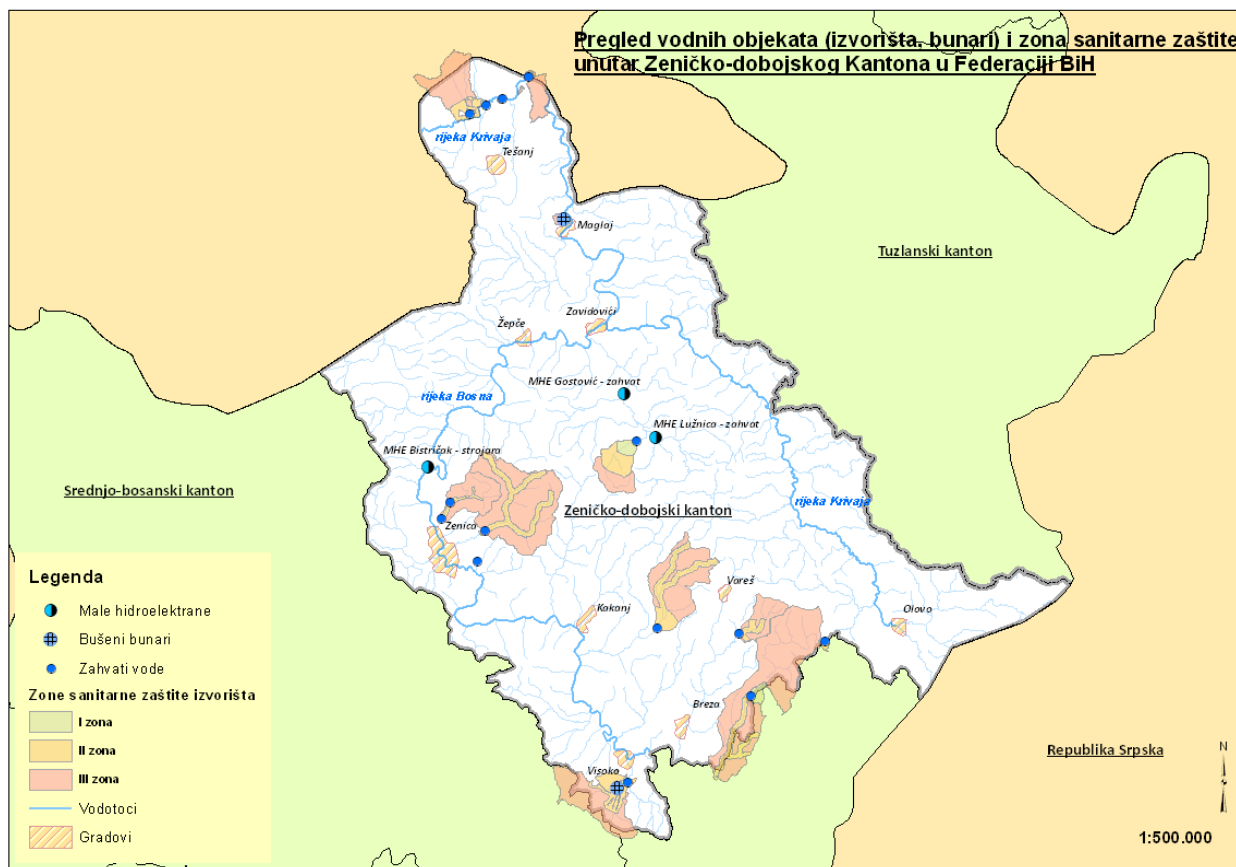 Pregled vodnih objekata (izvorišta, bunari) i zona sanitarne zaštite
unutar Zeničko-dobojskog Kantona u Federaciji BiH
rijeka Krivaja
Tešanj
Maglaj
Tuzlanski kanton
Zavidovići
Žepče
MHE Gostović - zahvat
rijeka Bosna
MHE Lužnica - zahvat
MHE Bistričak - strojara
Srednjo-bosanski kanton
rijeka Krivaja
Zeničko-dobojski kanton
Zenica
Vareš
Kakanj
Olovo
Breza
Visoko
Republika Srpska
N
1:500.000
Legenda
Male hidroelektrane
Bušeni bunari
Zahvati vode
Zone sanitarne zaštite izvorišta
I zona
II zona
III zona
Vodotoci
Gradovi